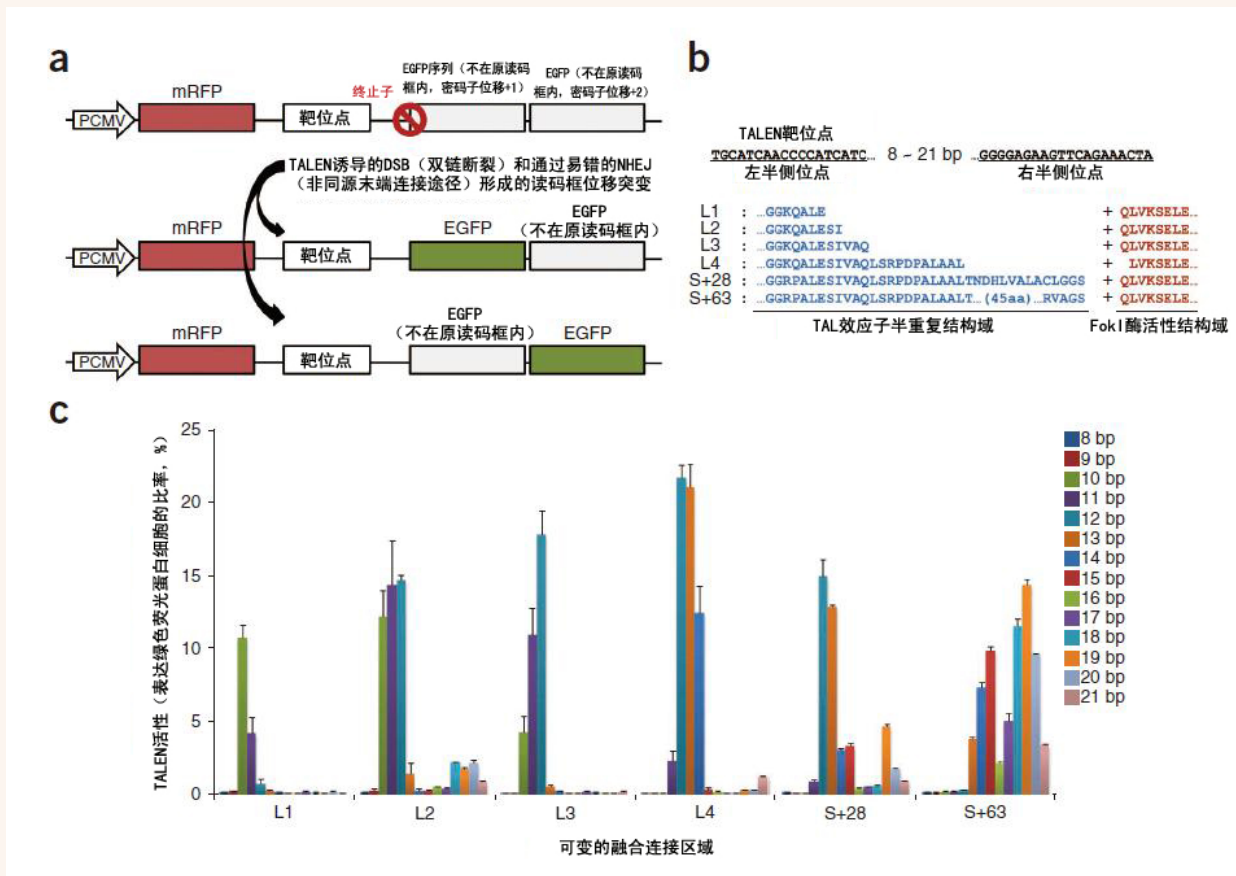 a
mRFP
终止子
EGFP序列（不在原读码
框内，密码子位移+1）
EGFP（不在原读码
框内，密码子位移+2）
PCMV
靶位点
TALEN诱导的DSB（双链断裂）和通过易错的NHEJ
（非同源末端连接途径）形成的读码框位移突变
mRFP
EGFP
EGFP
（不在原读码框内）
PCMV
靶位点
mRFP
EGFP
（不在原读码框内）
EGFP
PCMV
靶位点
b
TALEN靶位点
TGCATCAACCCCATCATC… 8 ~ 21 bp …GGGGAGAAGTTCAGAAACTA
左半侧位点
右半侧位点
L1 : …GGKQALE + QLVKSELE…
L2 : …GGKQALESI + QLVKSELE…
L3 : …GGKQALESIVAQ + QLVKSELE…
L4 : …GGKQALESIVAQLSRPDPALAAL + LVKSELE…
S+28 : …GGRPALESIVAQLSRPDPALAALTNDHLVALACLGGS + QLVKSELE…
S+63 : …GGRPALESIVAQLSRPDPALAALT…(45aa)…RVAGS + QLVKSELE…
TAL效应子半重复结构域
FokI酶活性结构域
c
TALEN活性（表达绿色荧光蛋白细胞的比率，%）
25
20
15
10
5
0
L1
L2
L3
L4
S+28
S+63
可变的融合连接区域
8 bp
9 bp
10 bp
11 bp
12 bp
13 bp
14 bp
15 bp
16 bp
17 bp
18 bp
19 bp
20 bp
21 bp